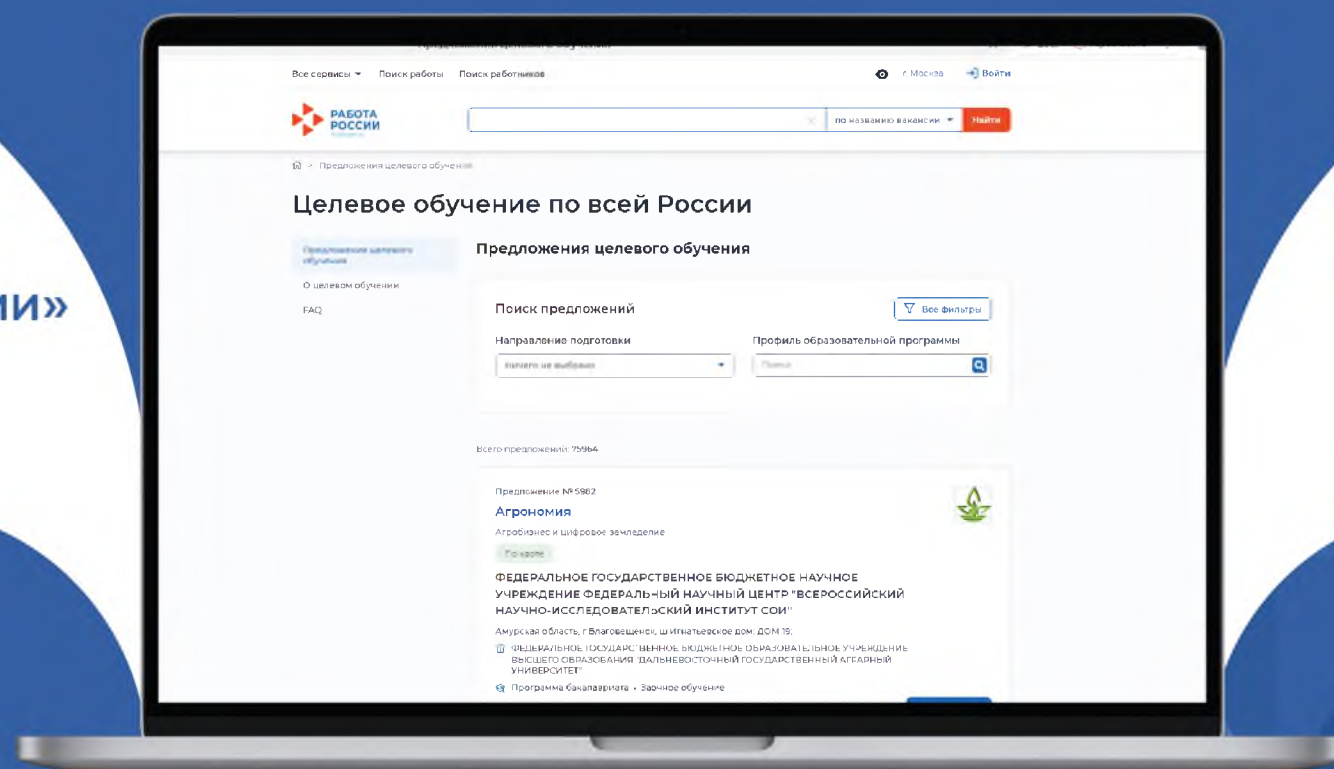 Все сервисы Поиск работы Поиск работников г. Москва Войти
РАБОТА
РОССИИ
по названию вакансии Найти
Предложения целевого обучения
Целевое обучение по всей России
Предложения целевого
обучения
О целевом обучении
FAQ
ИИ»
Предложения целевого обучения
Поиск предложений Все фильтры
Направление подготовки Профиль образовательной программы
Ничего не выбрано Поиск
Всего предложений: 75964
Предложение № 5982
Агрономия
Агробизнес и цифровое земледелие
По квоте
ФЕДЕРАЛЬНОЕ ГОСУДАРСТВЕННОЕ БЮДЖЕТНОЕ НАУЧНОЕ
УЧРЕЖДЕНИЕ ФЕДЕРАЛЬНЫЙ НАУЧНЫЙ ЦЕНТР "ВСЕРОССИЙСКИЙ
НАУЧНО-ИССЛЕДОВАТЕЛЬСКИЙ ИНСТИТУТ СОИ"
Амурская область, г Благовещенск, ш Игнатьевское дом: ДОМ 19;
ФЕДЕРАЛЬНОЕ ГОСУДАРСТВЕННОЕ БЮДЖЕТНОЕ ОБРАЗОВАТЕЛЬНОЕ УЧРЕЖДЕНИЕ
ВЫСШЕГО ОБРАЗОВАНИЯ "ДАЛЬНЕВОСТОЧНЫЙ ГОСУДАРСТВЕННЫЙ АГРАРНЫЙ
УНИВЕРСИТЕТ"
Программа бакалавриата • Заочное обучение